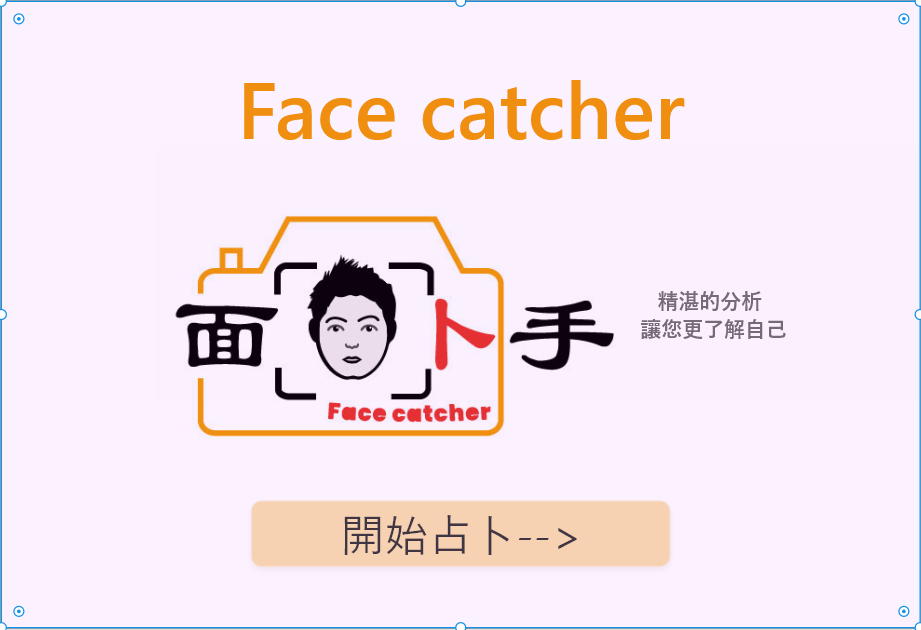 Face catcher
面卜手
Face catcher
精湛的分析
讓您更了解自己
開始占卜-->